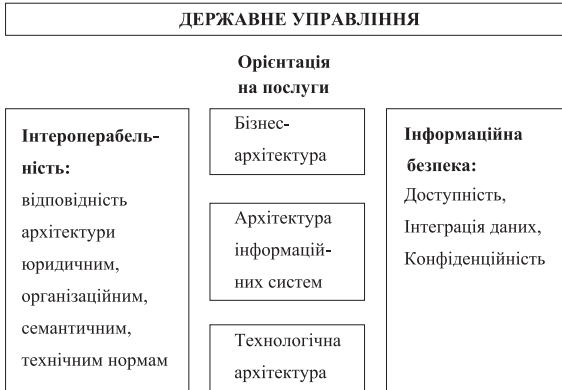 ДЕРЖАВНЕ УПРАВЛІННЯ
Орієнтація
на послуги
Інтероперабель-
ність:
відповідність
архітектури
юридичним,
організаційним,
семантичним,
технічним нормам
Бізнес-
архітектура
Архітектура
інформацій-
них систем
Технологічна
архітектура
Інформаційна
безпека:
Доступність,
Інтеграція даних,
Конфіденційність